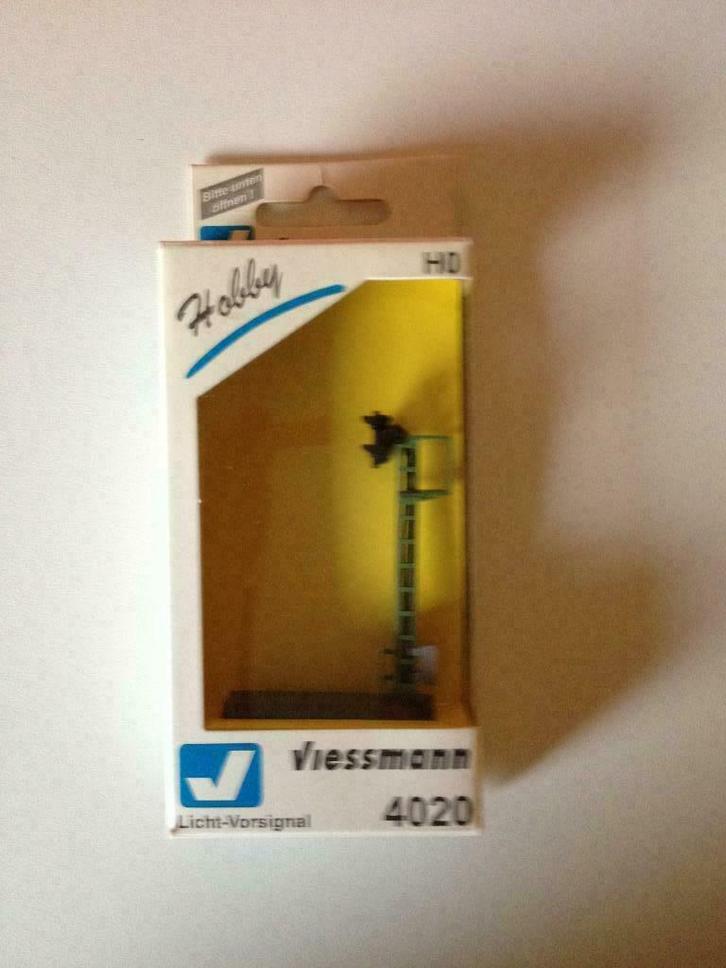 Bitte unten
öffnen !
Hobby
H0
Viessmann
4020
Licht-Vorsignal